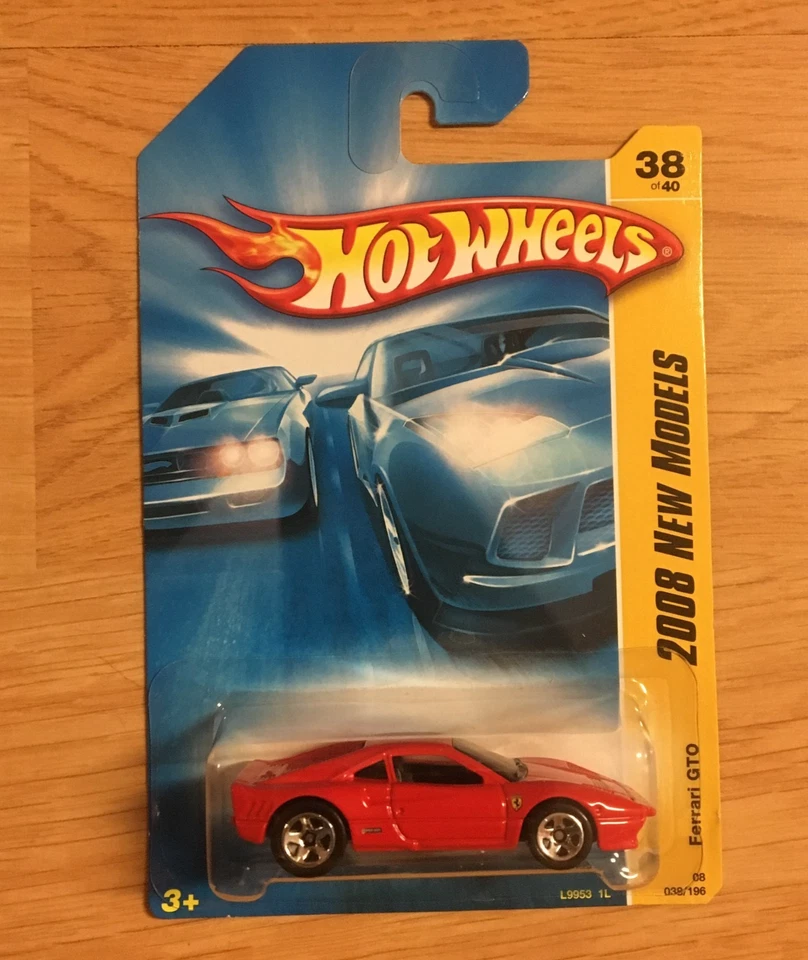 38
of 40
HOT WHEELS ®
2008 NEW MODELS
Ferrari GTO
08
038/196
L9953 1L
3+